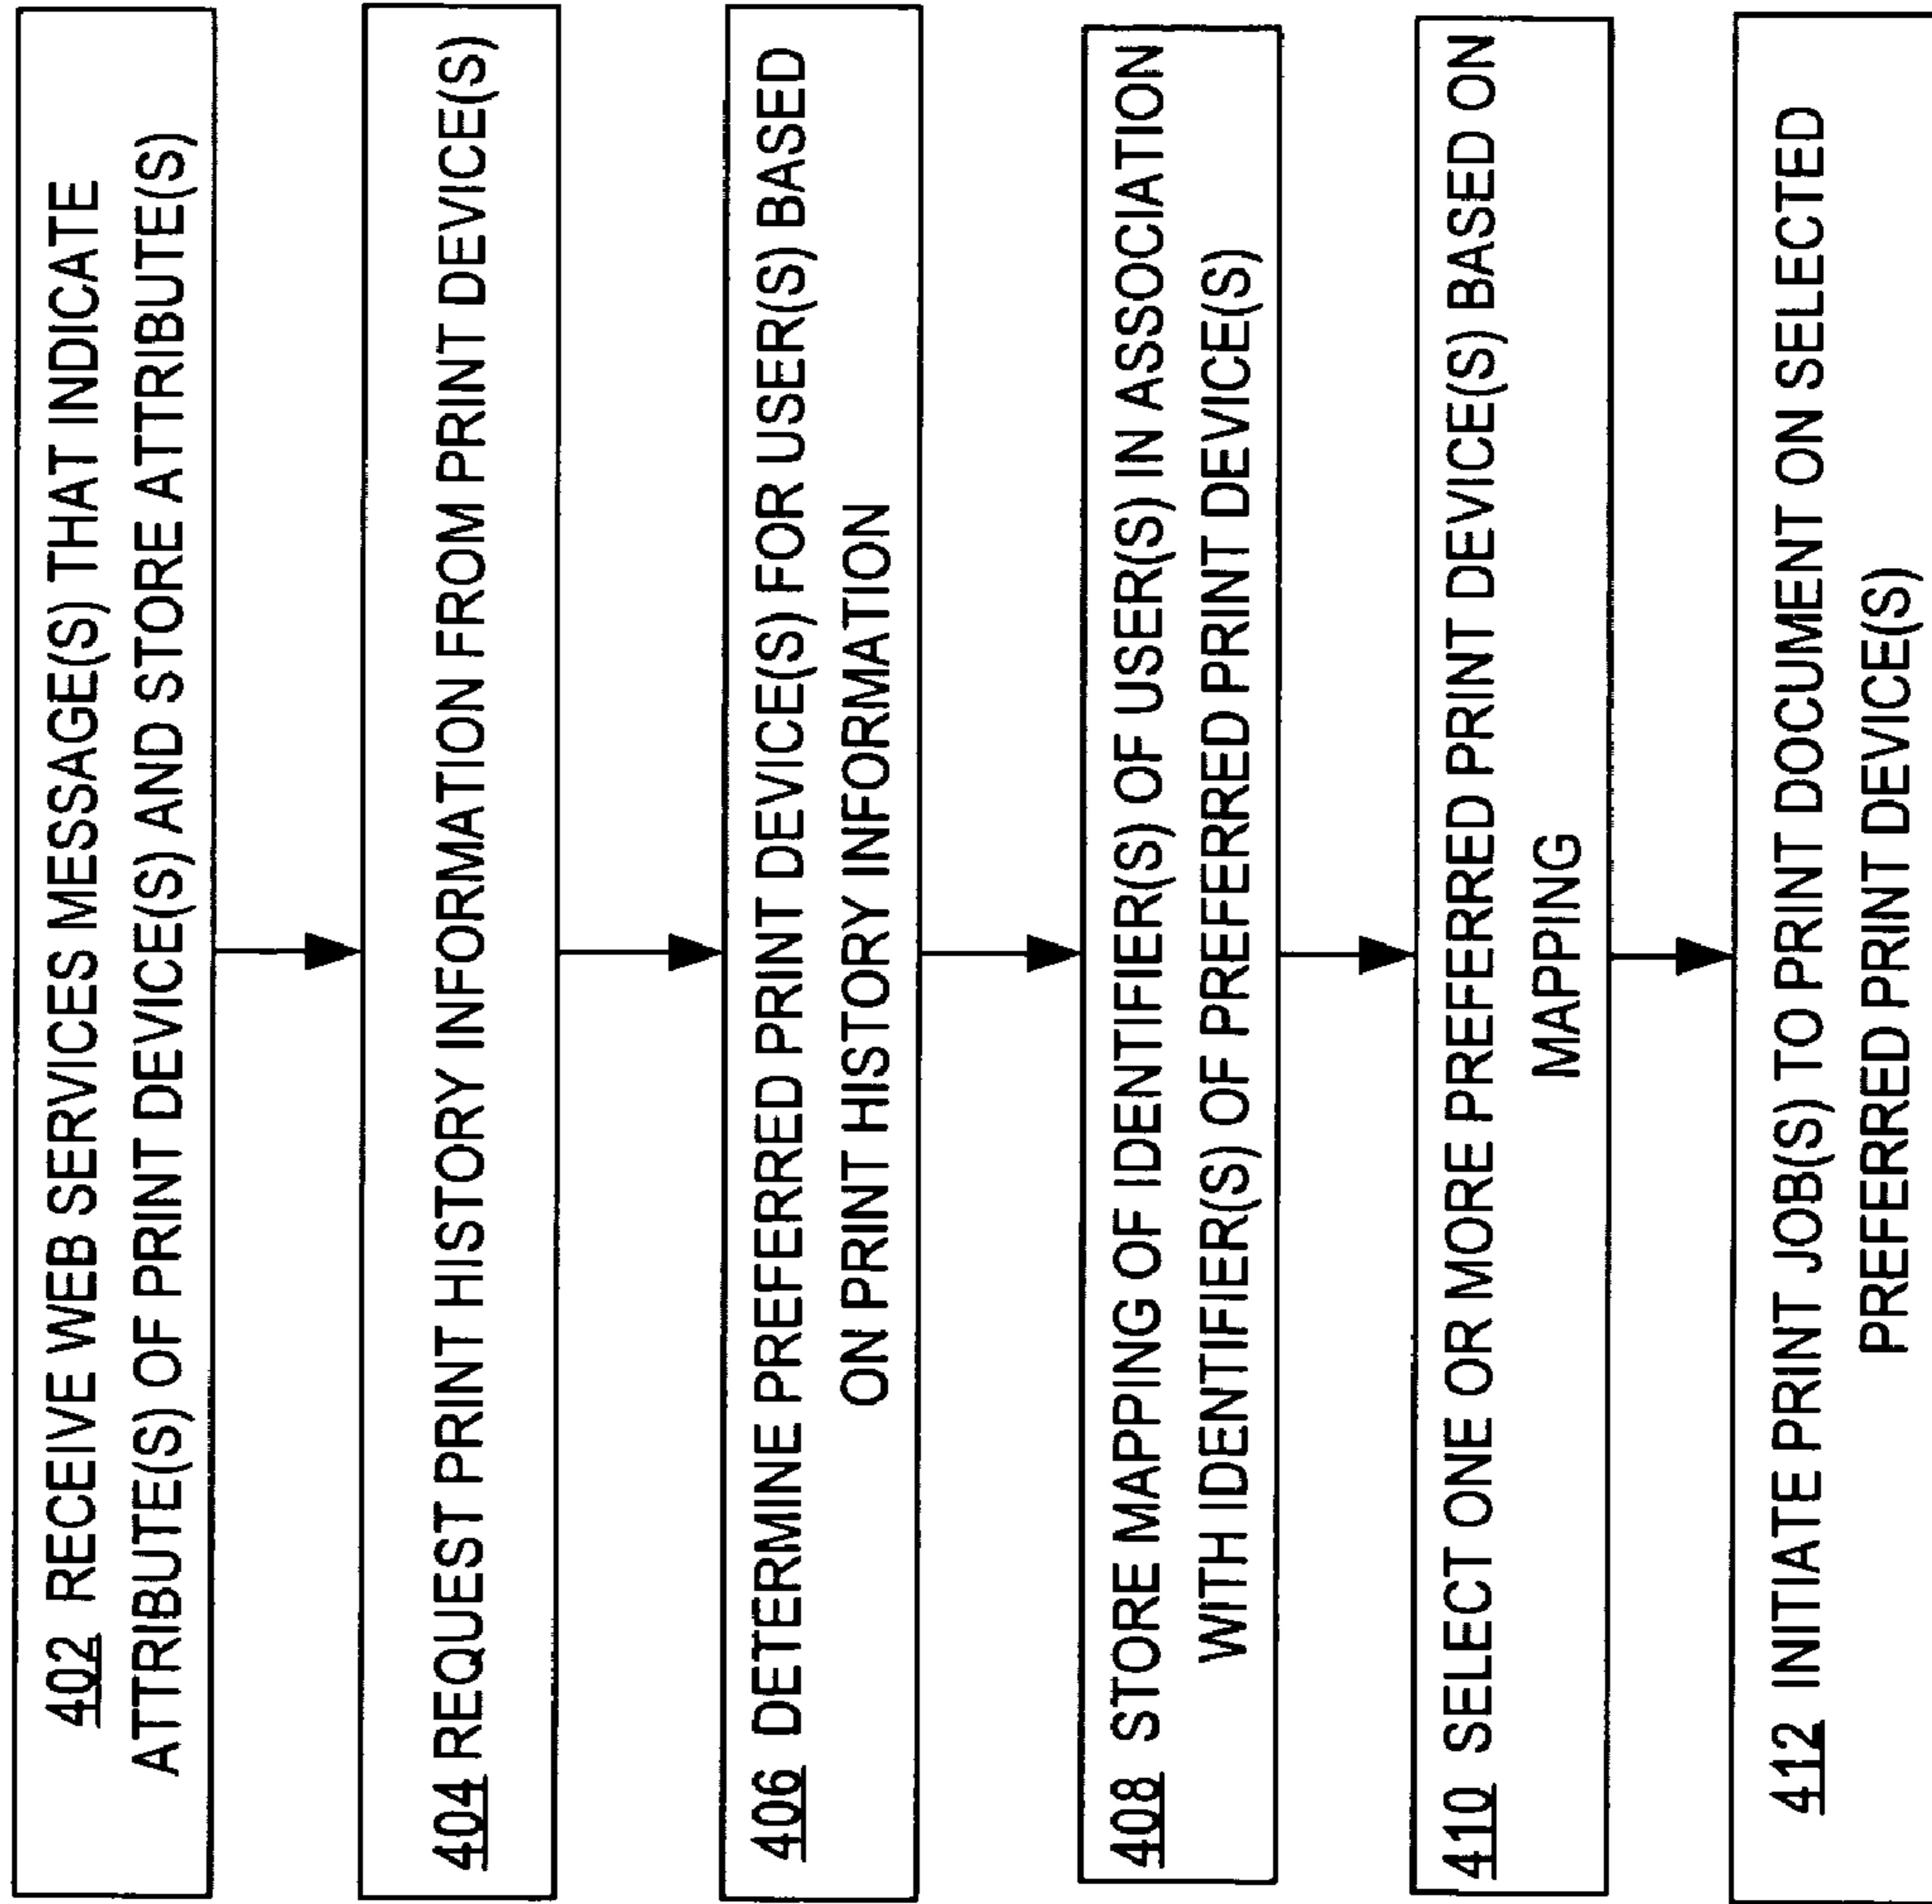 402 RECEIVE WEB SERVICES MESSAGE(S) THAT INDICATE
ATTRIBUTE(S) OF PRINT DEVICE(S) AND STORE ATTRIBUTE(S)
404 REQUEST PRINT HISTORY INFORMATION FROM PRINT DEVICE(S)
406 DETERMINE PREFERRED PRINT DEVICE(S) FOR USER(S) BASED
ON PRINT HISTORY INFORMATION
408 STORE MAPPING OF IDENTIFIER(S) OF USER(S) IN ASSOCIATION
WITH IDENTIFIER(S) OF PREFERRED PRINT DEVICE(S)
410 SELECT ONE OR MORE PREFERRED PRINT DEVICE(S) BASED ON
MAPPING
412 INITIATE PRINT JOB(S) TO PRINT DOCUMENT ON SELECTED
PREFERRED PRINT DEVICE(S)